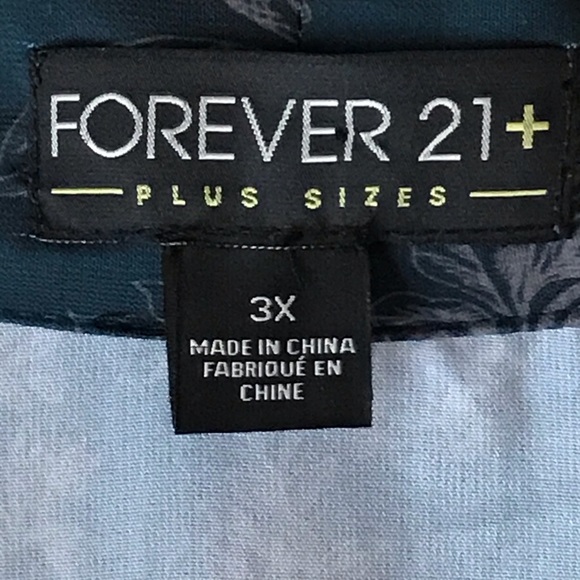 FOREVER 21+
PLUS SIZES
3X
MADE IN CHINA
FABRIQUÉ EN
CHINE